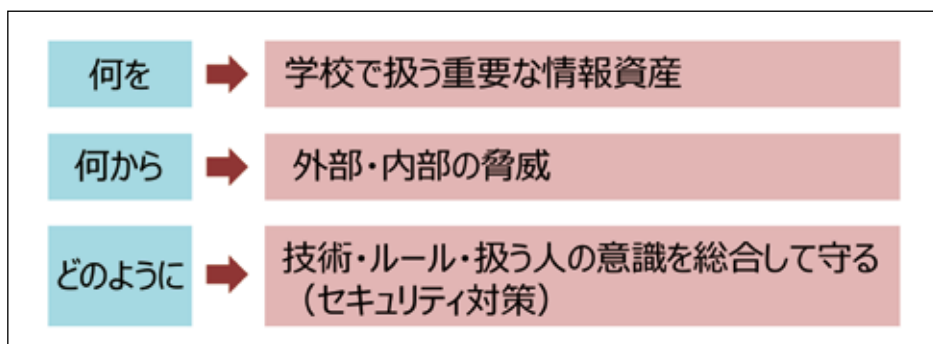 何を
学校で扱う重要な情報資産
何から
外部・内部の脅威
どのように
技術・ルール・扱う人の意識を総合して守る
（セキュリティ対策）